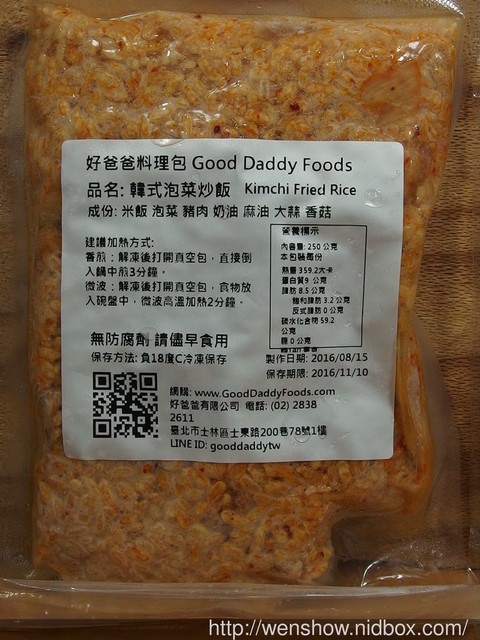 好爸爸料理包 Good Daddy Foods
品名: 韓式泡菜炒飯 Kimchi Fried Rice
成份: 米飯 泡菜 豬肉 奶油 麻油 大蒜 香菇
建議加熱方式:
香煎：解凍後打開真空包，直接倒
入鍋中煎3分鐘。
微波：解凍後打開真空包，食物放
入碗盤中，微波高溫加熱2分鐘。
營養標示
內容量: 250 公克
本包裝每份
熱量 359.2大卡
蛋白質9 公克
脂肪 8.5 公克
飽和脂肪 3.2 公克
反式脂肪 0 公克
碳水化合物 59.2
公克
糖 0 公克
無防腐劑 請儘早食用
保存方法: 負18度C冷凍保存
製作日期: 2016/08/15
保存期限: 2016/11/10
網購: www.GoodDaddyFoods.com
好爸爸有限公司 電話: (02) 2838
2611
臺北市士林區士東路200巷78號1樓
LINE ID: gooddaddytw
http://wenshow.nidbox.com/